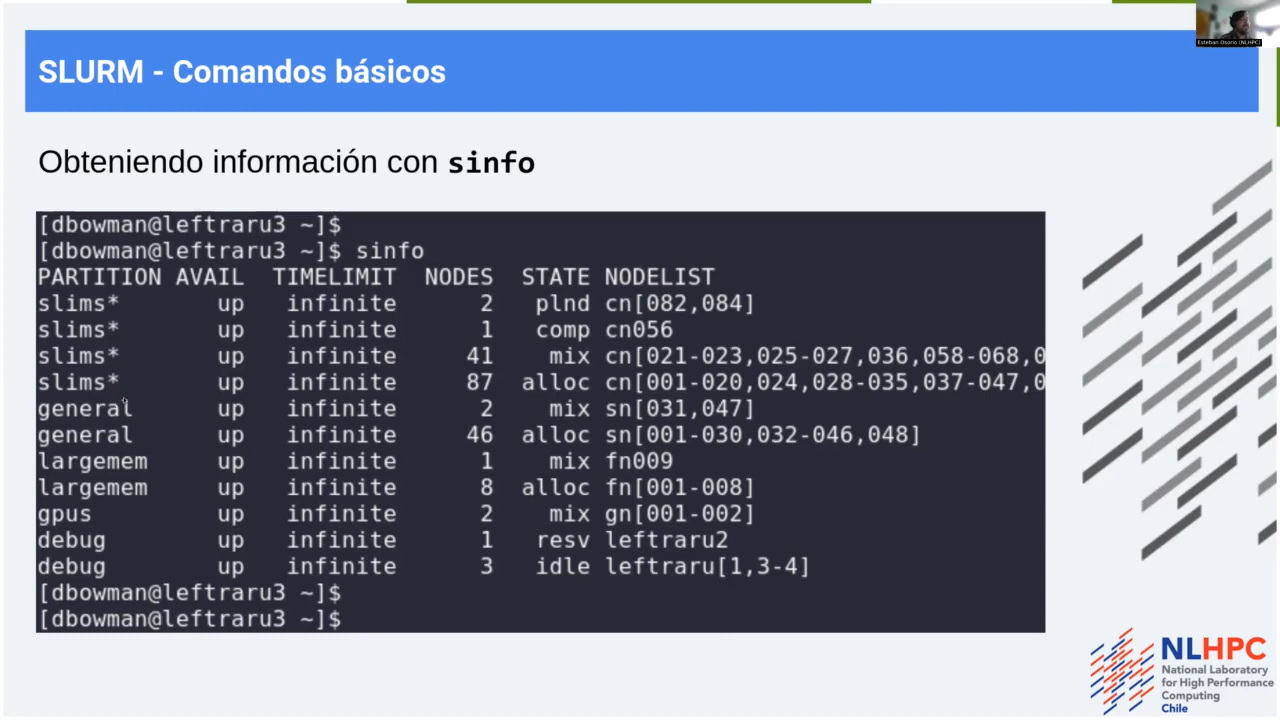 Esteban Osorio (NLHPC)
SLURM - Comandos básicos
Obteniendo información con sinfo
[dbowman@leftraru3 ~]$
[dbowman@leftraru3 ~]$ sinfo
PARTITION AVAIL TIMELIMIT NODES STATE NODELIST
slims* up infinite 2 plnd cn[082,084]
slims* up infinite 1 comp cn056
slims* up infinite 41 mix cn[021-023,025-027,036,058-068,0
slims* up infinite 87 alloc cn[001-020,024,028-035,037-047,0
general up infinite 2 mix sn[031,047]
general up infinite 46 alloc sn[001-030,032-046,048]
largemem up infinite 1 mix fn009
largemem up infinite 8 alloc fn[001-008]
gpus up infinite 2 mix gn[001-002]
debug up infinite 1 resv leftraru2
debug up infinite 3 idle leftraru[1,3-4]
[dbowman@leftraru3 ~]$
[dbowman@leftraru3 ~]$
NLHPC
National Laboratory
for High Performance
Computing
Chile